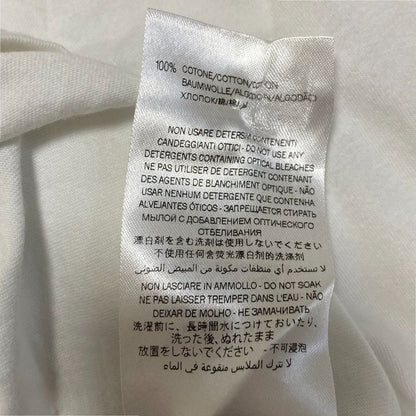 100% COTONE/COTTON/COTON
BAUMWOLLE/ALGODON/ALGODÃO
ХЛОПОК/綿/棉/
NON USARE DETERSIVI CONTENENTI
CANDEGGIANTI OTTICI - DO NOT USE ANY
DETERGENTS CONTAINING OPTICAL BLEACHES
NE PAS UTILISER DE DETERGENT CONTENANT
DES AGENTS DE BLANCHIMENT OPTIQUE - NÃO
USAR NENHUM DETERGENTE QUE CONTENHA
ALVEJANTES ÓTICOS - ЗАПРЕЩАЕТСЯ СТИРАТЬ
МЫЛОЙ С ДОБАВЛЕНИЕМ ОПТИЧЕСКОГО
ОТБЕЛИВАНИЯ
漂白剤を含む洗剤は使用しないでください
不使用任何含荧光漂白剂的洗涤剂
لا تستخدم أي منظفات مكونة من المبيض الصوني
NON LASCIARE IN AMMOLLO - DO NOT SOAK
NE PAS LAISSER TREMPER DANS L'EAU - NÃO
DEIXAR DE MOLHO - НЕ ЗАМАЧИВАТЬ
洗濯前に、長時間水につけておいたり、
洗った後、ぬれたまま
放置をしないでください - 不可浸泡
لا تترك الملابس منقوعة في الماء